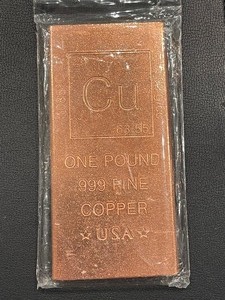 Cu
63.55
ONE POUND
.999 FINE
COPPER
★ USA ★